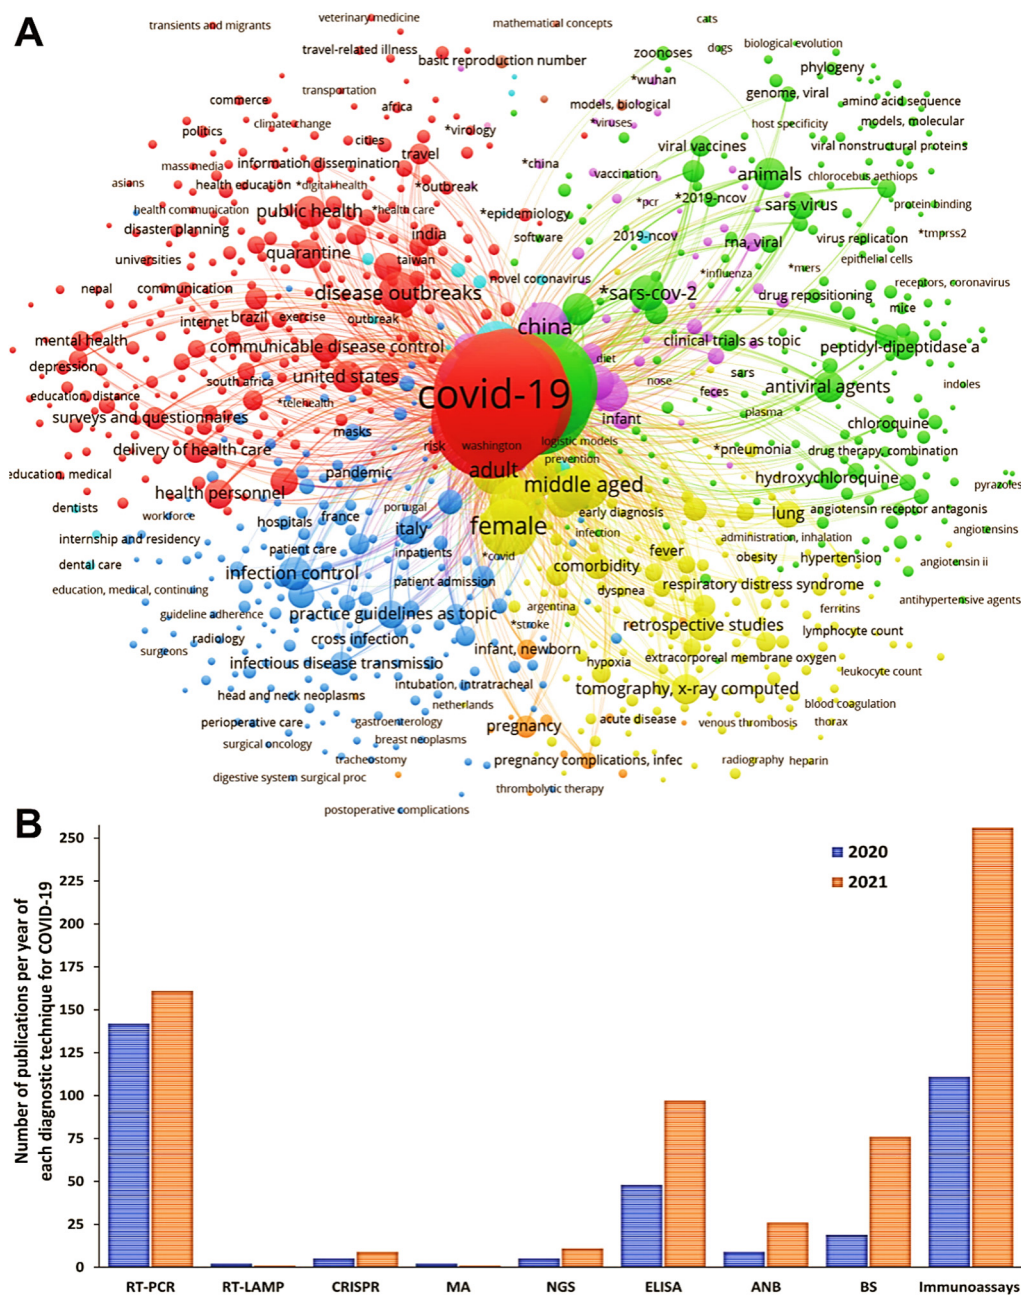 A
transients and migrants
veterinary medicine
mathematical concepts
cats
travel-related illness
basic reproduction number
zoonoses
dogs
biological evolution
phylogeny
*wuhan
transportation
genome, viral
commerce
africa
models, biological
amino acid sequence
politics
climate change
*virology
*viruses
host specificity
models, molecular
cities
travel
viral vaccines
viral nonstructural proteins
mass media
information dissemination
*china
vaccination
animals
chlorocebus aethiops
asians
health education
*digital health
*outbreak
*pcr
*2019-ncov
sars virus
protein binding
health communication
public health
*health care
*epidemiology
disaster planning
india
software
2019-ncov
rna, viral
virus replication
*tmprss2
universities
quarantine
taiwan
epithelial cells
novel coronavirus
*influenza
*mers
receptors, coronavirus
nepal
communication
disease outbreaks
*sars-cov-2
drug repositioning
mice
internet
brazil
exercise
outbreak
china
mental health
communicable disease control
clinical trials as topic
peptidyl-dipeptidase a
depression
diet
south africa
united states
nose
sars
antiviral agents
indoles
education, distance
covid-19
feces
*telehealth
plasma
surveys and questionnaires
masks
infant
chloroquine
delivery of health care
risk
washington
logistic models
*pneumonia
drug therapy, combination
prevention
education, medical
pandemic
adult
middle aged
hydroxychloroquine
pyrazoles
health personnel
dentists
workforce
portugal
early diagnosis
lung
angiotensin receptor antagonis
hospitals
france
italy
female
infection
angiotensins
internship and residency
administration, inhalation
patient care
inpatients
*covid
fever
obesity
hypertension
angiotensin ii
dental care
infection control
comorbidity
patient admission
dyspnea
respiratory distress syndrome
education, medical, continuing
antihypertensive agents
guideline adherence
practice guidelines as topic
argentina
ferritins
*stroke
retrospective studies
lymphocyte count
radiology
cross infection
surgeons
infant, newborn
infectious disease transmissio
hypoxia
extracorporeal membrane oxygen
leukocyte count
head and neck neoplasms
intubation, intratracheal
tomography, x-ray computed
netherlands
blood coagulation
perioperative care
gastroenterology
pregnancy
acute disease
venous thrombosis
thorax
surgical oncology
breast neoplasms
tracheostomy
pregnancy complications, infec
radiography
heparin
digestive system surgical proc
thrombolytic therapy
postoperative complications
B
Number of publications per year of
each diagnostic technique for COVID-19
250
225
200
175
150
125
100
75
50
25
0
2020
2021
RT-PCR
RT-LAMP
CRISPR
MA
NGS
ELISA
ANB
BS
Immunoassays